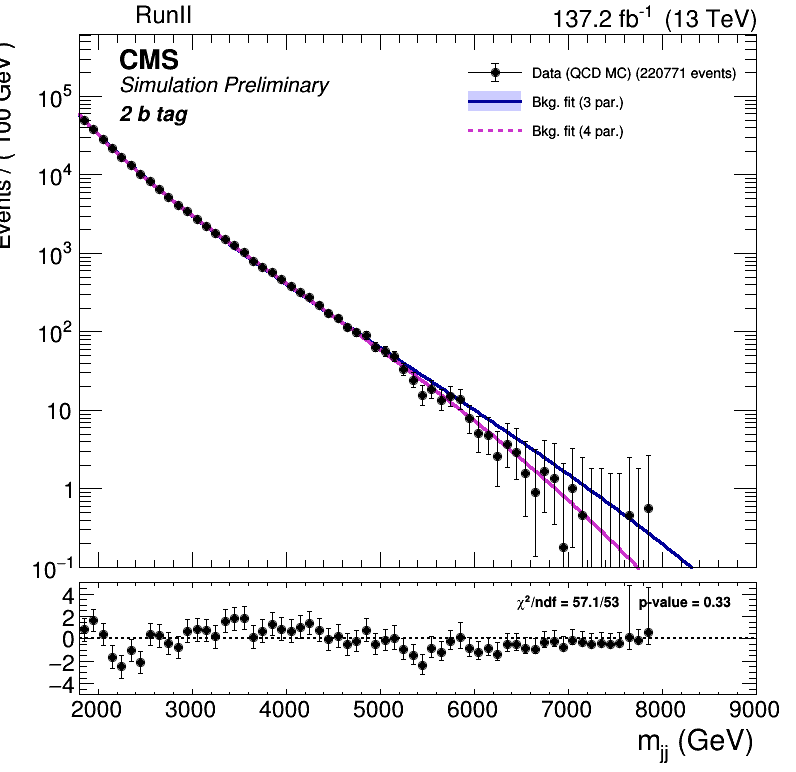 RunII 137.2 fb⁻¹ (13 TeV)
CMS
Simulation Preliminary
2 b tag
Data (QCD MC) (220771 events)
Bkg. fit (3 par.)
Bkg. fit (4 par.)
Events / ( 100 GeV )
10⁵
10⁴
10³
10²
10
1
10⁻¹
χ²/ndf = 57.1/53 p-value = 0.33
4
2
0
−2
−4
2000 3000 4000 5000 6000 7000 8000 9000
m_jj (GeV)